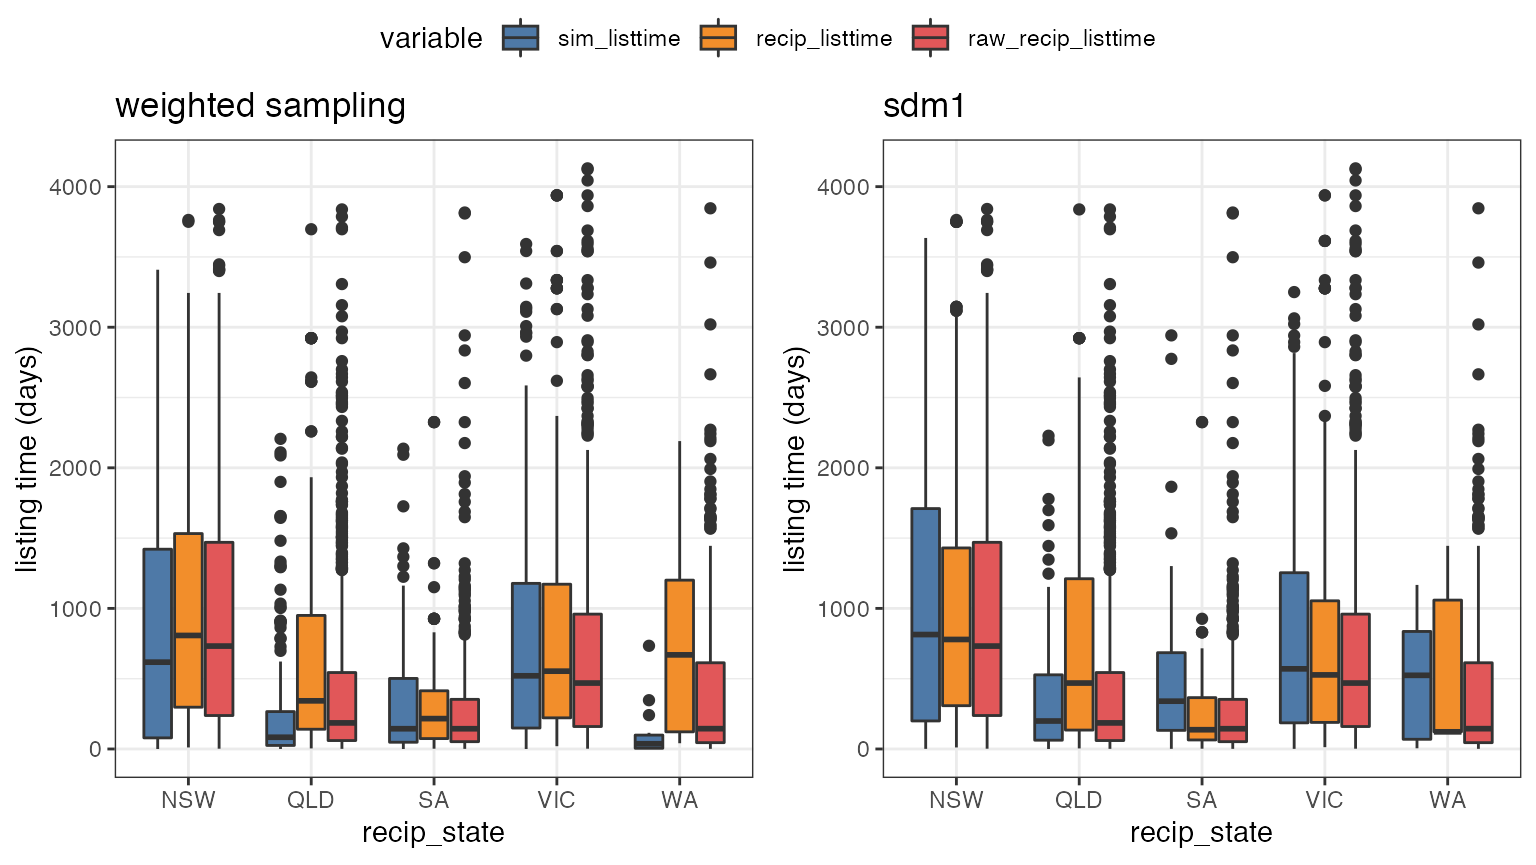 variable sim_listtime recip_listtime raw_recip_listtime
weighted sampling
listing time (days)
4000
3000
2000
1000
0
NSW QLD SA VIC WA
recip_state
sdm1
listing time (days)
4000
3000
2000
1000
0
NSW QLD SA VIC WA
recip_state